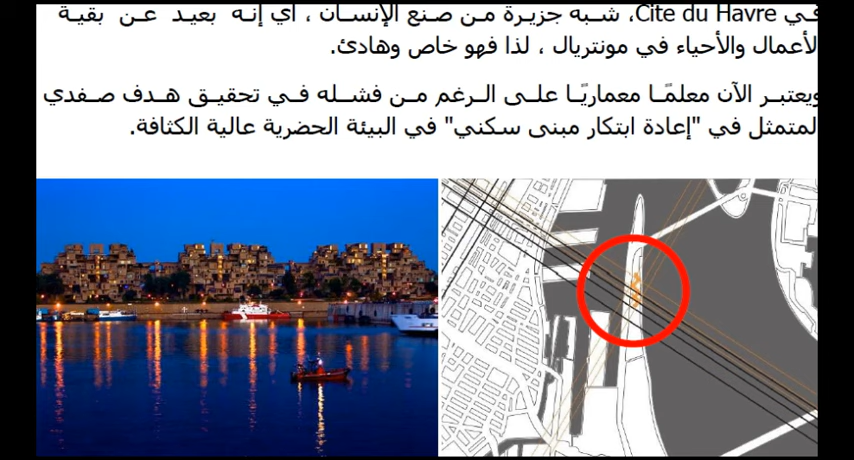 في Cite du Havre، شبه جزيرة من صنع الإنسان ، أي إنه بعيد عن بقية
لأعمال والأحياء في مونتريال ، لذا فهو خاص وهادئ.
ويعتبر الآن معلمًا معماريًا على الرغم من فشله في تحقيق هدف صفدي
لمتمثل في "إعادة ابتكار مبنى سكني" في البيئة الحضرية عالية الكثافة.